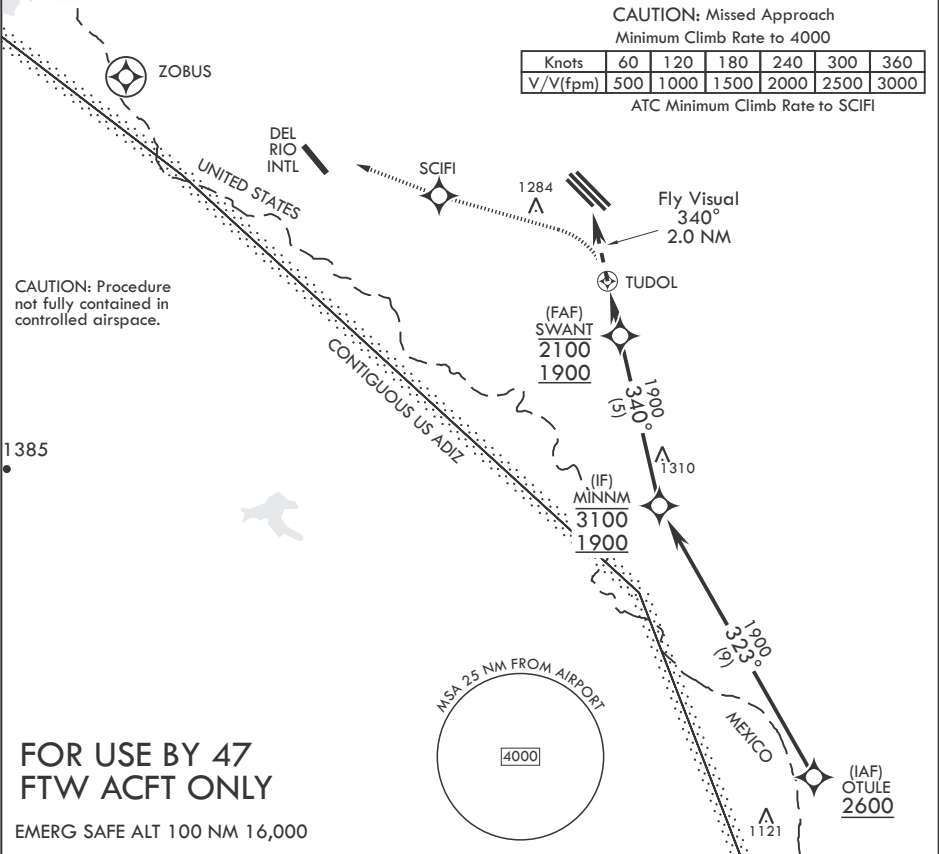 CAUTION: Missed Approach
Minimum Climb Rate to 4000
Knots 60 120 180 240 300 360
V/V(fpm) 500 1000 1500 2000 2500 3000
ATC Minimum Climb Rate to SCIFI
ZOBUS
DEL
RIO
INTL
SCIFI
1284
UNITED STATES
Fly Visual
340°
2.0 NM
TUDOL
CAUTION: Procedure
not fully contained in
controlled airspace.
(FAF)
SWANT
2100
1900
CONTIGUOUS US ADIZ
1900
340°
(5)
1385
1310
(IF)
MINNM
3100
1900
1900
323°
(9)
MSA 25 NM FROM AIRPORT
4000
MEXICO
FOR USE BY 47
FTW ACFT ONLY
(IAF)
OTULE
2600
EMERG SAFE ALT 100 NM 16,000
1121